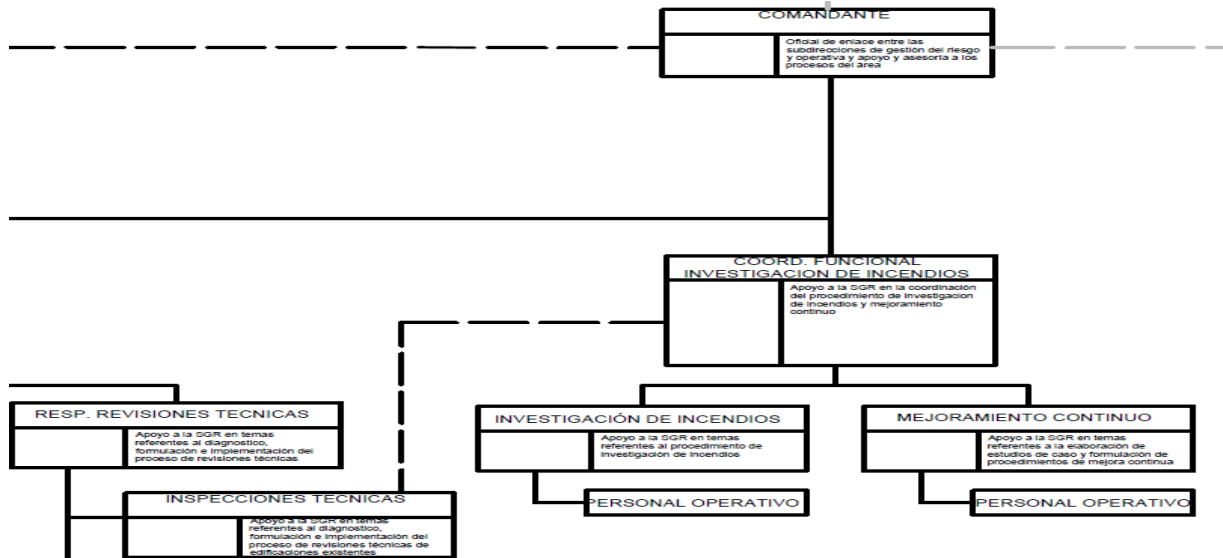 COMANDANTE
Oficial de enlace entre las
subdirecciones de gestión del riesgo
y operativa y apoyo y asesoría a los
procesos del área
COORD. FUNCIONAL
INVESTIGACION DE INCENDIOS
Apoyo a la SGR en la coordinación
del procedimiento de investigacion
de incendios y mejoramiento
continuo
RESP. REVISIONES TECNICAS
Apoyo a la SGR en temas
referentes al diagnostico,
formulación e implementación del
proceso de revisiones técnicas
INSPECCIONES TECNICAS
Apoyo a la SGR en temas
referentes al diagnostico,
formulación e implementación del
proceso de revisiones técnicas de
edificaciones existentes
INVESTIGACIÓN DE INCENDIOS
Apoyo a la SGR en temas
referentes al procedimiento de
investigación de incendios
PERSONAL OPERATIVO
MEJORAMIENTO CONTINUO
Apoyo a la SGR en temas
referentes a la elaboración de
estudios de caso y formulación de
procedimientos de mejora continua
PERSONAL OPERATIVO